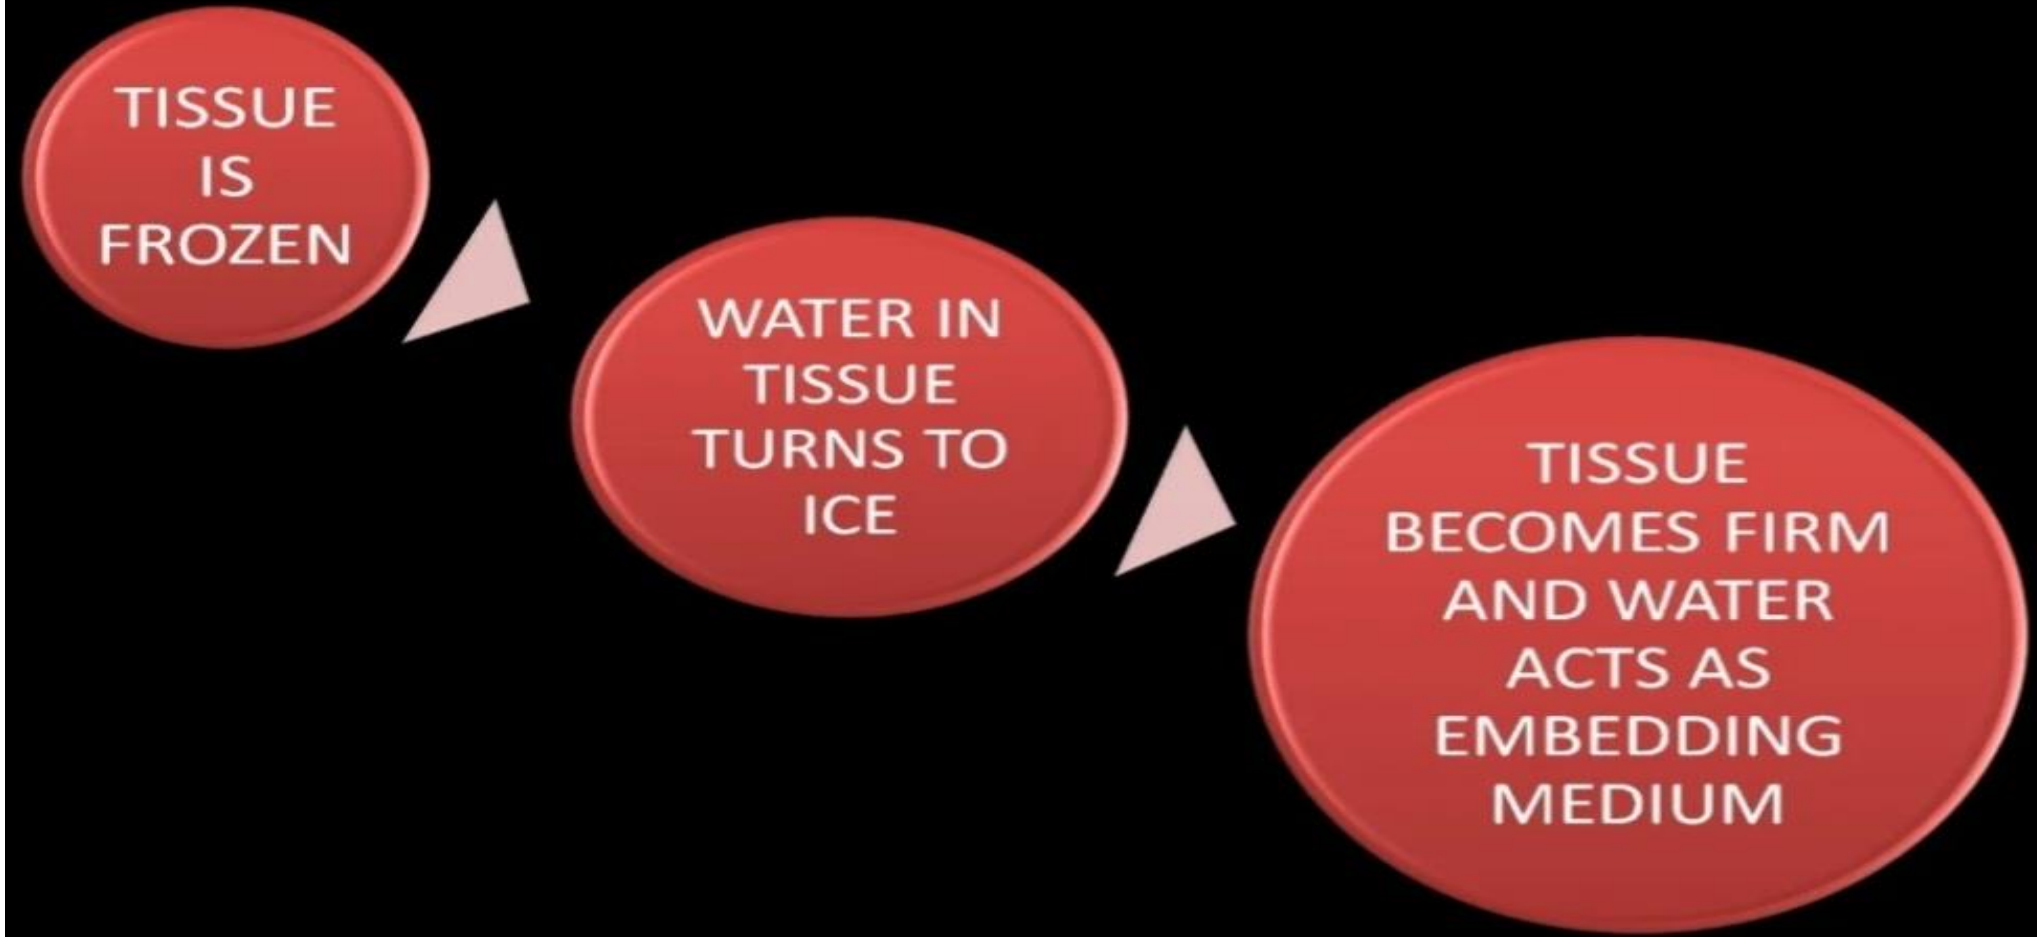 TISSUE
IS
FROZEN
WATER IN
TISSUE
TURNS TO
ICE
TISSUE
BECOMES FIRM
AND WATER
ACTS AS
EMBEDDING
MEDIUM